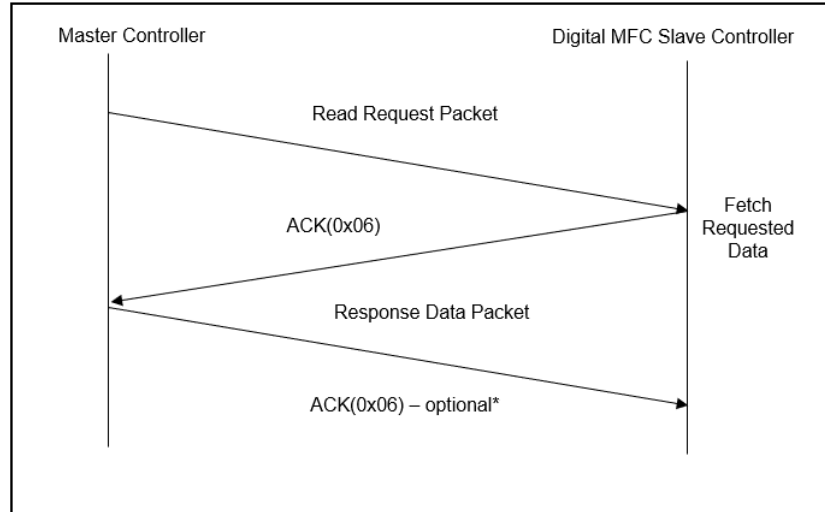 Master Controller
Digital MFC Slave Controller
Read Request Packet
Fetch
Requested
Data
ACK(0x06)
Response Data Packet
ACK(0x06) – optional*